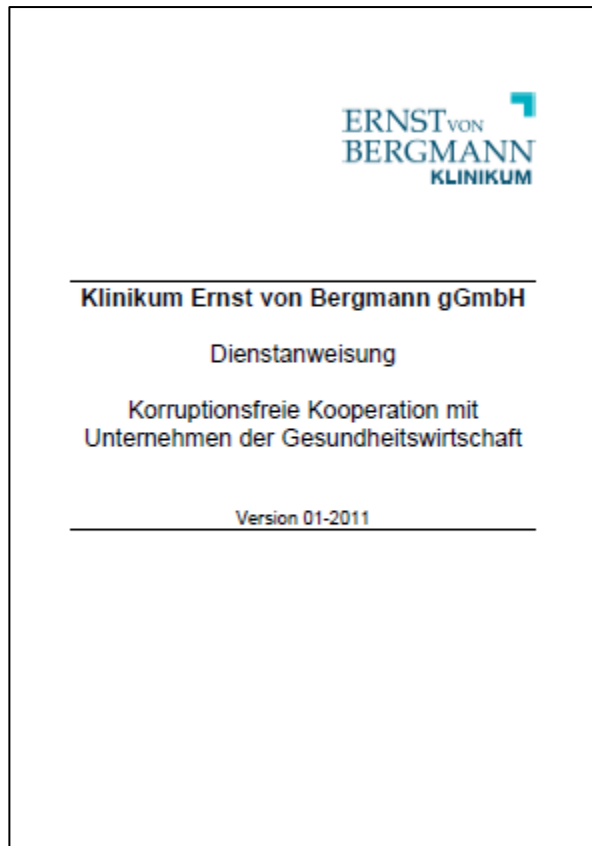 ERNST VON
BERGMANN
KLINIKUM
Klinikum Ernst von Bergmann gGmbH
Dienstanweisung
Korruptionsfreie Kooperation mit
Unternehmen der Gesundheitswirtschaft
Version 01-2011